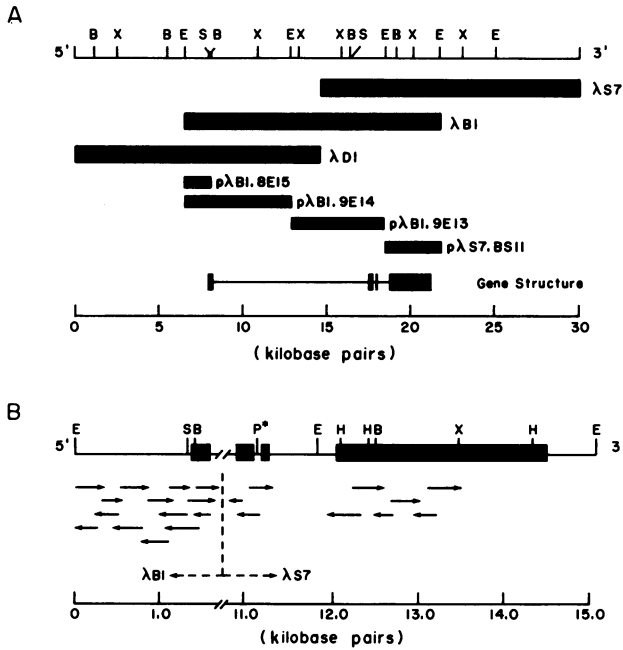 A
B X B E S B X E X X B S E B X E X E
5' 3'
λS7
λB1
λD1
pλB1.8E15
pλB1.9E14
pλB1.9E13
pλS7.BS11
Gene Structure
0 5 10 15 20 25 30
(kilobase pairs)
B
E S B P* E H H B X H E
5' 3
λB1 λS7
0 1.0 11.0 12.0 13.0 14.0 15.0
(kilobase pairs)